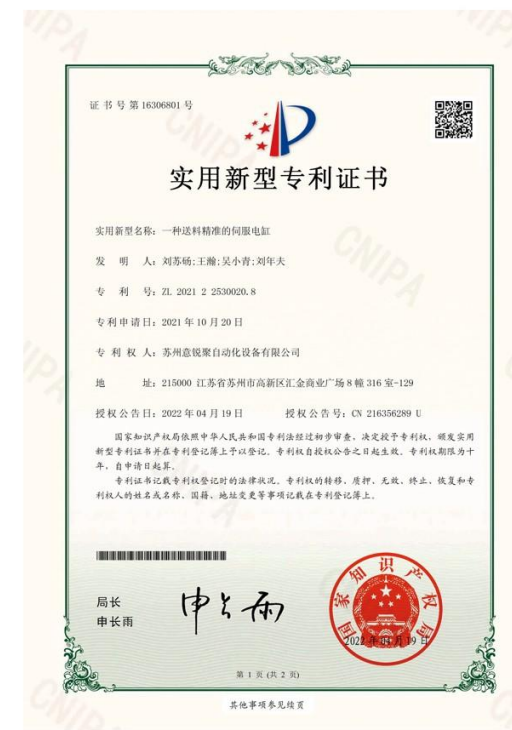 证书号第16306801号
实用新型专利证书
实用新型名称：一种送料精准的伺服电缸
发明人：刘苏砀;王瀚;吴小青;刘年夫
专利号：ZL 2021 2 2530020.8
专利申请日：2021年10月20日
专利权人：苏州意锐聚自动化设备有限公司
地址：215000 江苏省苏州市高新区汇金商业广场8幢316室-129
授权公告日：2022年04月19日 授权公告号：CN 216356289 U
国家知识产权局依照中华人民共和国专利法经过初步审查，决定授予专利权，颁发实用
新型专利证书并在专利登记簿上予以登记。专利权自授权公告之日起生效。专利权期限为十
年，自申请日起算。
专利证书记载专利权登记时的法律状况。专利权的转移、质押、无效、终止、恢复和专
利权人的姓名或名称、国籍、地址变更等事项记载在专利登记簿上。
局长
申长雨
申长雨
国家知识产权局
2022年04月19日
第 1 页 (共 2 页)
其他事项参见续页
CNIPA
CNIPA
CNIPA